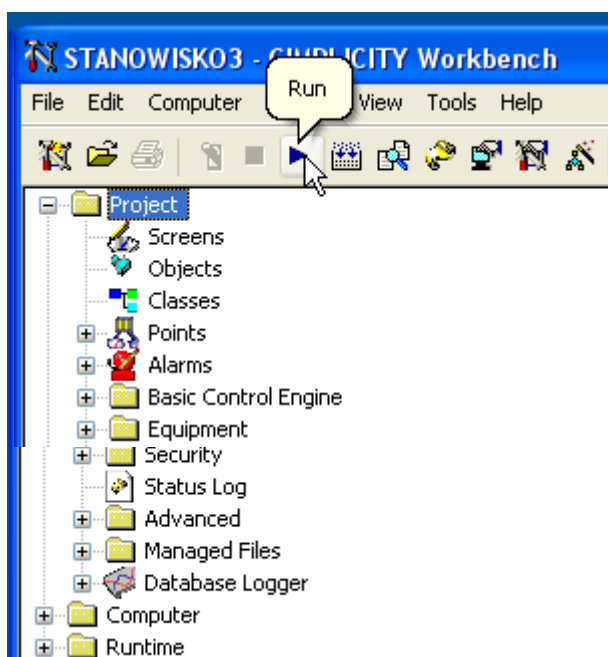 STANOWISKO3 - CIMPLICITY Workbench
Run
File Edit Computer View Tools Help
Project
Screens
Objects
Classes
Points
Alarms
Basic Control Engine
Equipment
Security
Status Log
Advanced
Managed Files
Database Logger
Computer
Runtime